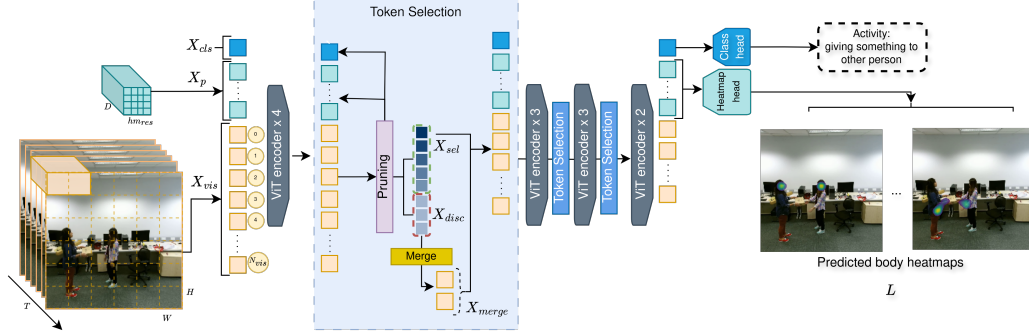 Token Selection
X_cls
X_p
D
hm_res
X_vis
0
1
2
3
4
N_vis
T
H
W
ViT encoder x 4
Pruning
X_sel
X_disc
Merge
X_merge
ViT encoder x 3
Token Selection
ViT encoder x 3
Token Selection
ViT encoder x 2
Class
head
Heatmap
head
Activity:
giving something to
other person
...
Predicted body heatmaps
L